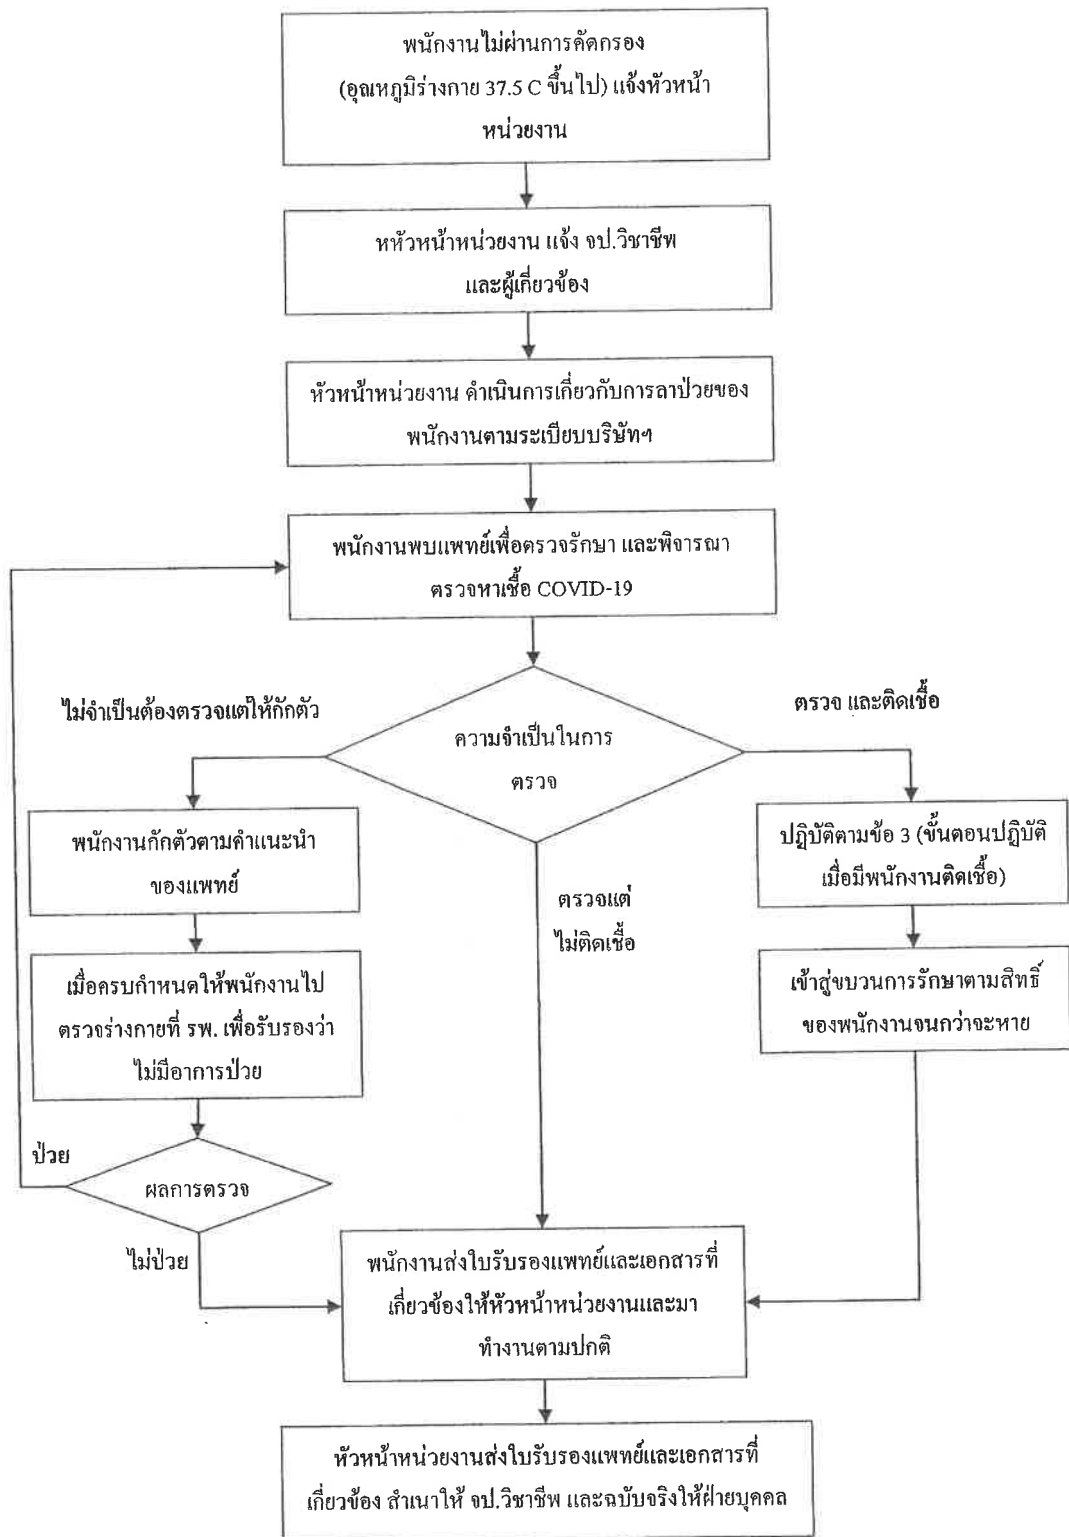 พนักงานไม่ผ่านการคัดกรอง
(อุณหภูมิร่างกาย 37.5 C ขึ้นไป) แจ้งหัวหน้า
หน่วยงาน
หหัวหน้าหน่วยงาน แจ้ง จป.วิชาชีพ
และผู้เกี่ยวข้อง
หัวหน้าหน่วยงาน ดำเนินการเกี่ยวกับการลาป่วยของ
พนักงานตามระเบียบบริษัทฯ
พนักงานพบแพทย์เพื่อตรวจรักษา และพิจารณา
ตรวจหาเชื้อ COVID-19
ไม่จำเป็นต้องตรวจแต่ให้กักตัว
ตรวจ และติดเชื้อ
ความจำเป็นในการ
ตรวจ
พนักงานกักตัวตามคำแนะนำ
ของแพทย์
ปฏิบัติตามข้อ 3 (ขั้นตอนปฏิบัติ
เมื่อมีพนักงานติดเชื้อ)
ตรวจแต่
ไม่ติดเชื้อ
เมื่อครบกำหนดให้พนักงานไป
ตรวจร่างกายที่ รพ. เพื่อรับรองว่า
ไม่มีอาการป่วย
เข้าสู่ขบวนการรักษาตามสิทธิ์
ของพนักงานจนกว่าจะหาย
ป่วย
ผลการตรวจ
ไม่ป่วย
พนักงานส่งใบรับรองแพทย์และเอกสารที่
เกี่ยวข้องให้หัวหน้าหน่วยงานและมา
ทำงานตามปกติ
หัวหน้าหน่วยงานส่งใบรับรองแพทย์และเอกสารที่
เกี่ยวข้อง สำเนาให้ จป.วิชาชีพ และฉบับจริงให้ฝ่ายบุคคล